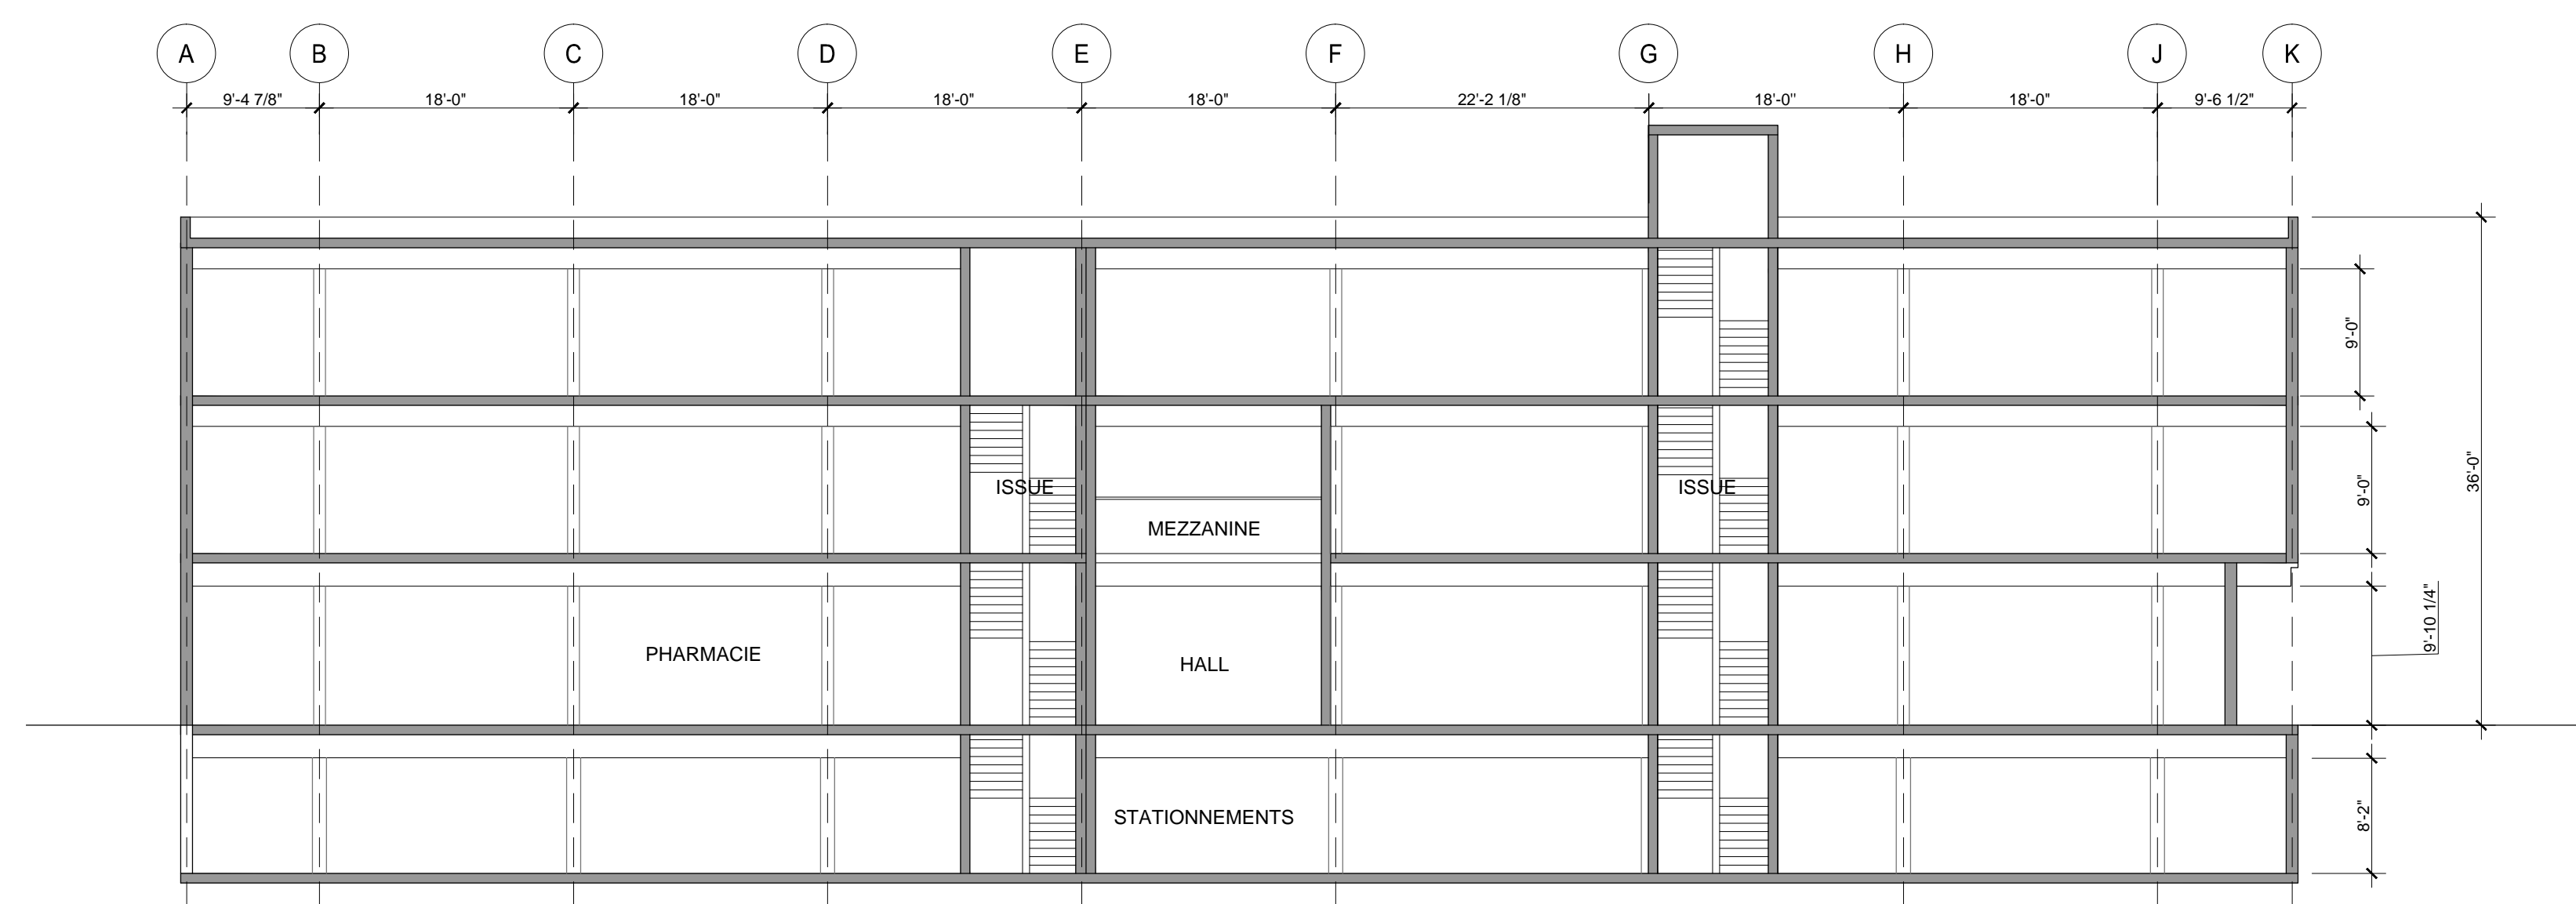 A B C D E F G H J K
9'-4 7/8" 18'-0" 18'-0" 18'-0" 18'-0" 22'-2 1/8" 18'-0" 18'-0" 9'-6 1/2"
9'-0"
36'-0"
ISSUE ISSUE 9'-0"
MEZZANINE
9'-10 1/4"
PHARMACIE
HALL
STATIONNEMENTS 8'-2"